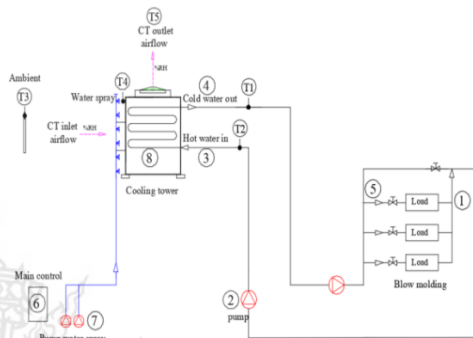 T5
CT outlet
airflow
%RH
Ambient
T3
T4
Water spray
4
T1
Cold water out
CT inlet
airflow
%RH
T2
Hot water in
8
3
Cooling tower
5
1
Load
Load
Load
Blow molding
Main control
6
7
2
pump